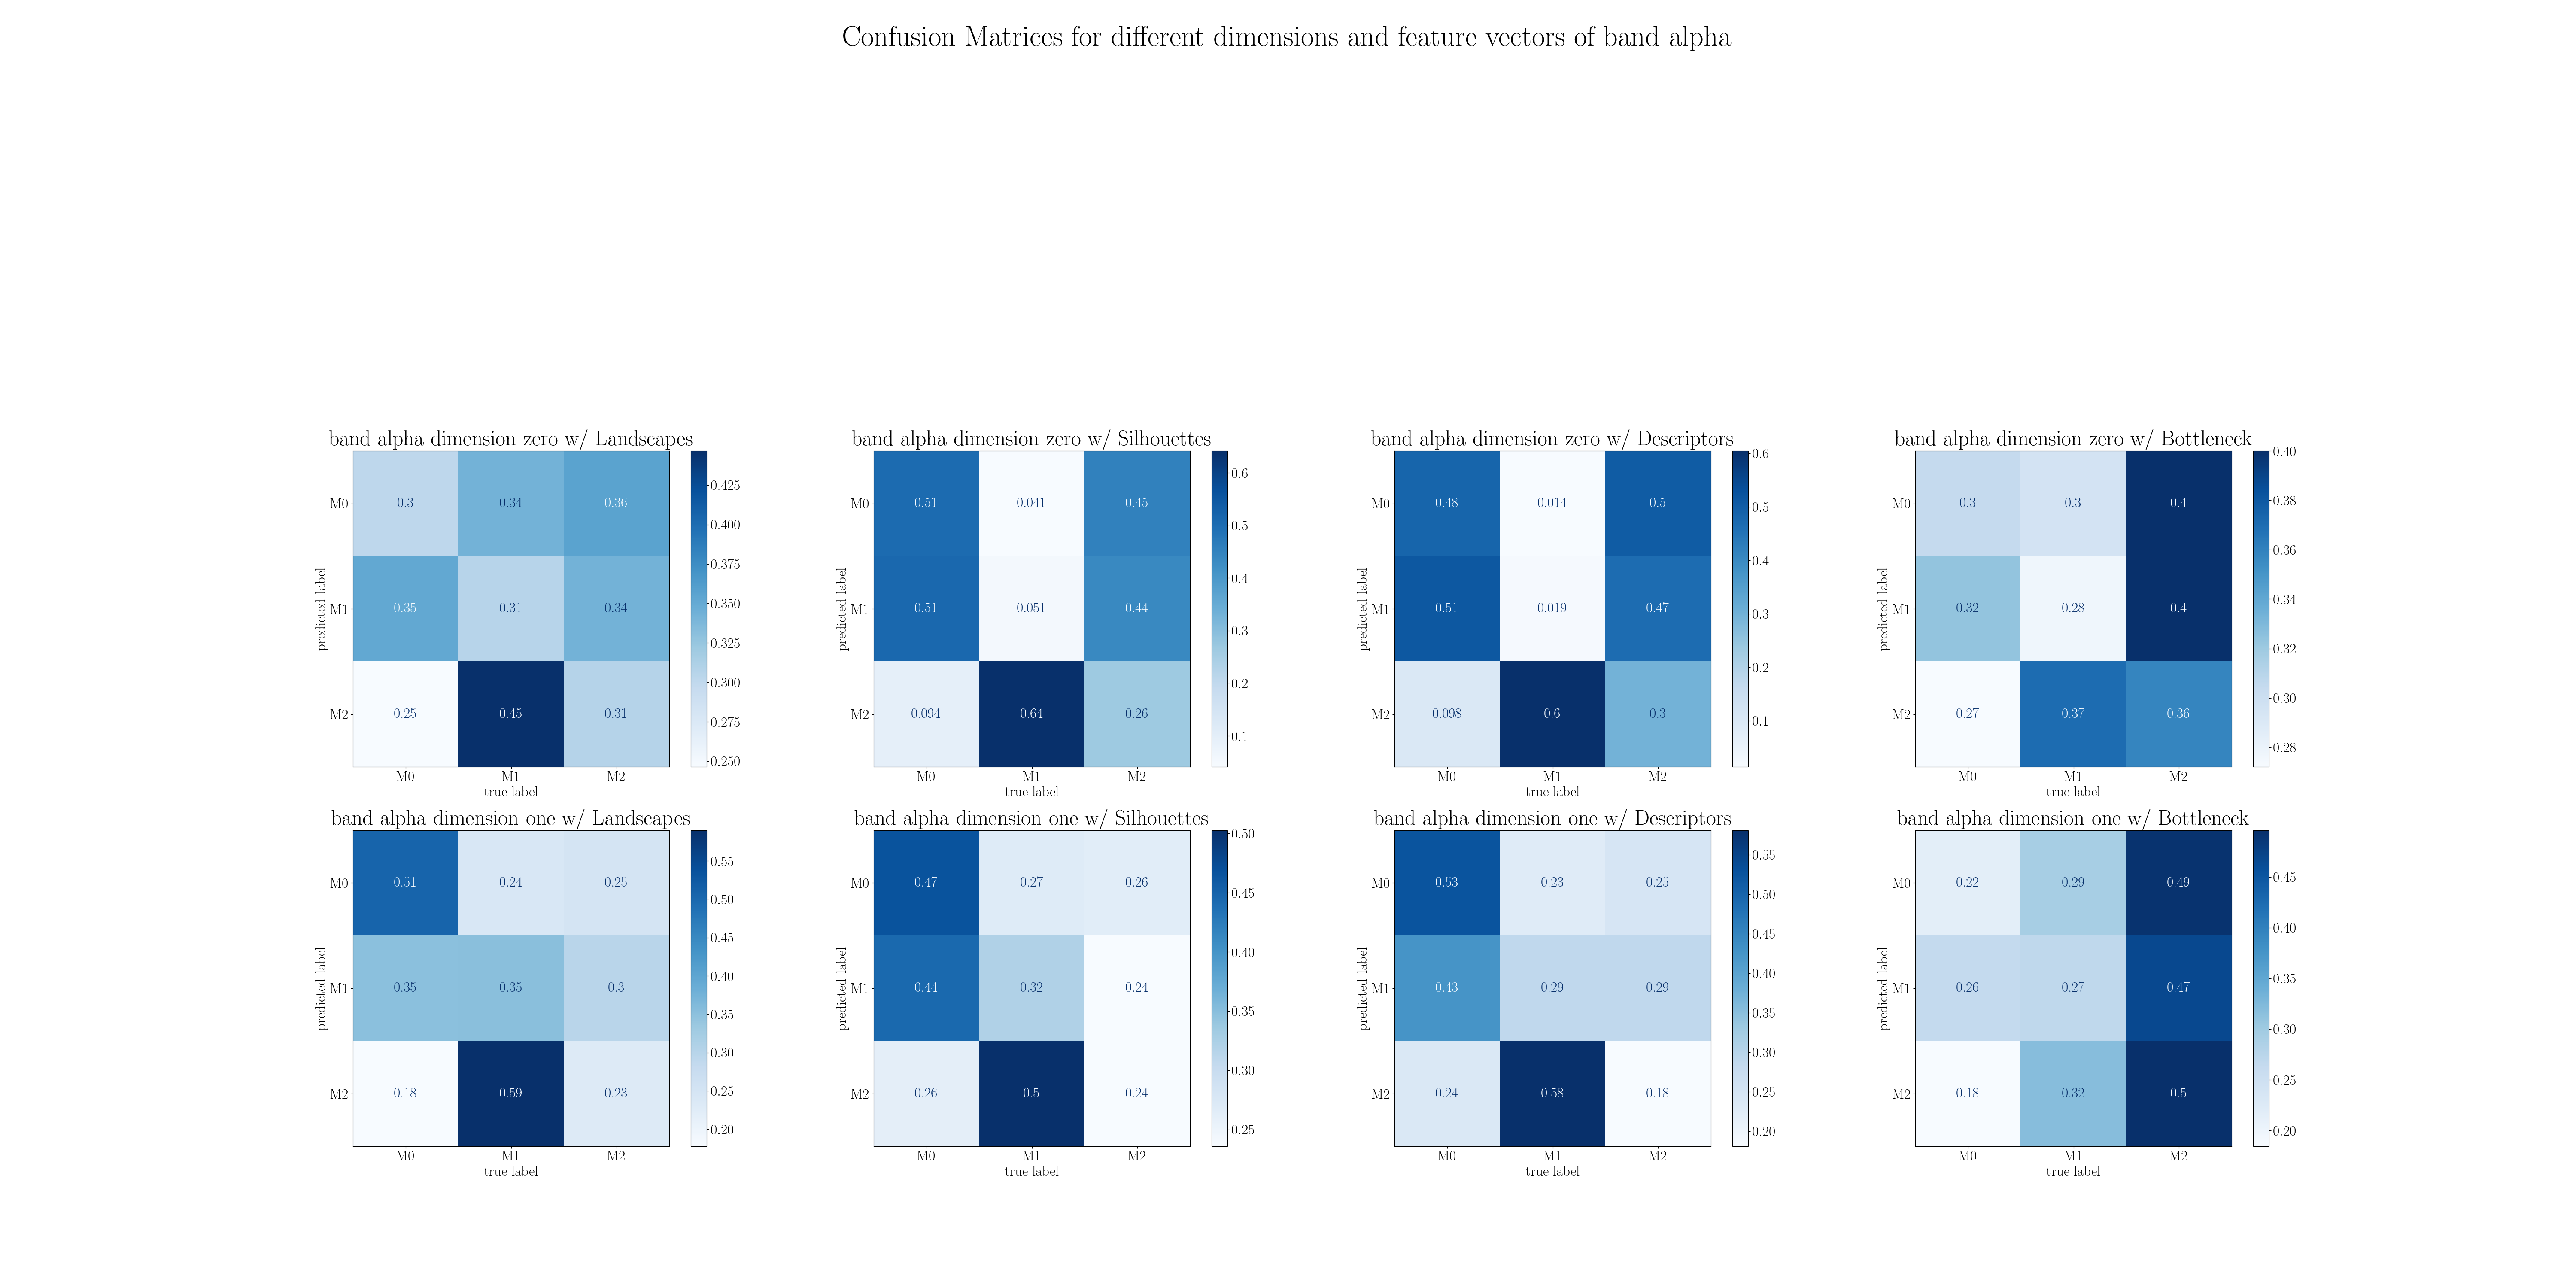 Confusion Matrices for different dimensions and feature vectors of band alpha
band alpha dimension zero w/ Landscapes
predicted label
M0 0.3 0.34 0.36
M1 0.35 0.31 0.34
M2 0.25 0.45 0.31
M0 M1 M2
true label
0.425
0.400
0.375
0.350
0.325
0.300
0.275
0.250
band alpha dimension zero w/ Silhouettes
predicted label
M0 0.51 0.041 0.45
M1 0.51 0.051 0.44
M2 0.094 0.64 0.26
M0 M1 M2
true label
0.6
0.5
0.4
0.3
0.2
0.1
band alpha dimension zero w/ Descriptors
predicted label
M0 0.48 0.014 0.5
M1 0.51 0.019 0.47
M2 0.098 0.6 0.3
M0 M1 M2
true label
0.6
0.5
0.4
0.3
0.2
0.1
band alpha dimension zero w/ Bottleneck
predicted label
M0 0.3 0.3 0.4
M1 0.32 0.28 0.4
M2 0.27 0.37 0.36
M0 M1 M2
true label
0.40
0.38
0.36
0.34
0.32
0.30
0.28
band alpha dimension one w/ Landscapes
predicted label
M0 0.51 0.24 0.25
M1 0.35 0.35 0.3
M2 0.18 0.59 0.23
M0 M1 M2
true label
0.55
0.50
0.45
0.40
0.35
0.30
0.25
0.20
band alpha dimension one w/ Silhouettes
predicted label
M0 0.47 0.27 0.26
M1 0.44 0.32 0.24
M2 0.26 0.5 0.24
M0 M1 M2
true label
0.50
0.45
0.40
0.35
0.30
0.25
band alpha dimension one w/ Descriptors
predicted label
M0 0.53 0.23 0.25
M1 0.43 0.29 0.29
M2 0.24 0.58 0.18
M0 M1 M2
true label
0.55
0.50
0.45
0.40
0.35
0.30
0.25
0.20
band alpha dimension one w/ Bottleneck
predicted label
M0 0.22 0.29 0.49
M1 0.26 0.27 0.47
M2 0.18 0.32 0.5
M0 M1 M2
true label
0.45
0.40
0.35
0.30
0.25
0.20